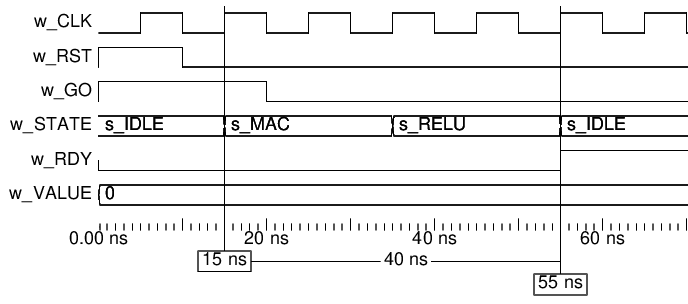 w_CLK
w_RST
w_GO
w_STATE s_IDLE s_MAC s_RELU s_IDLE
w_RDY
w_VALUE 0
0.00 ns 20 ns 40 ns 60 ns
15 ns 40 ns
55 ns